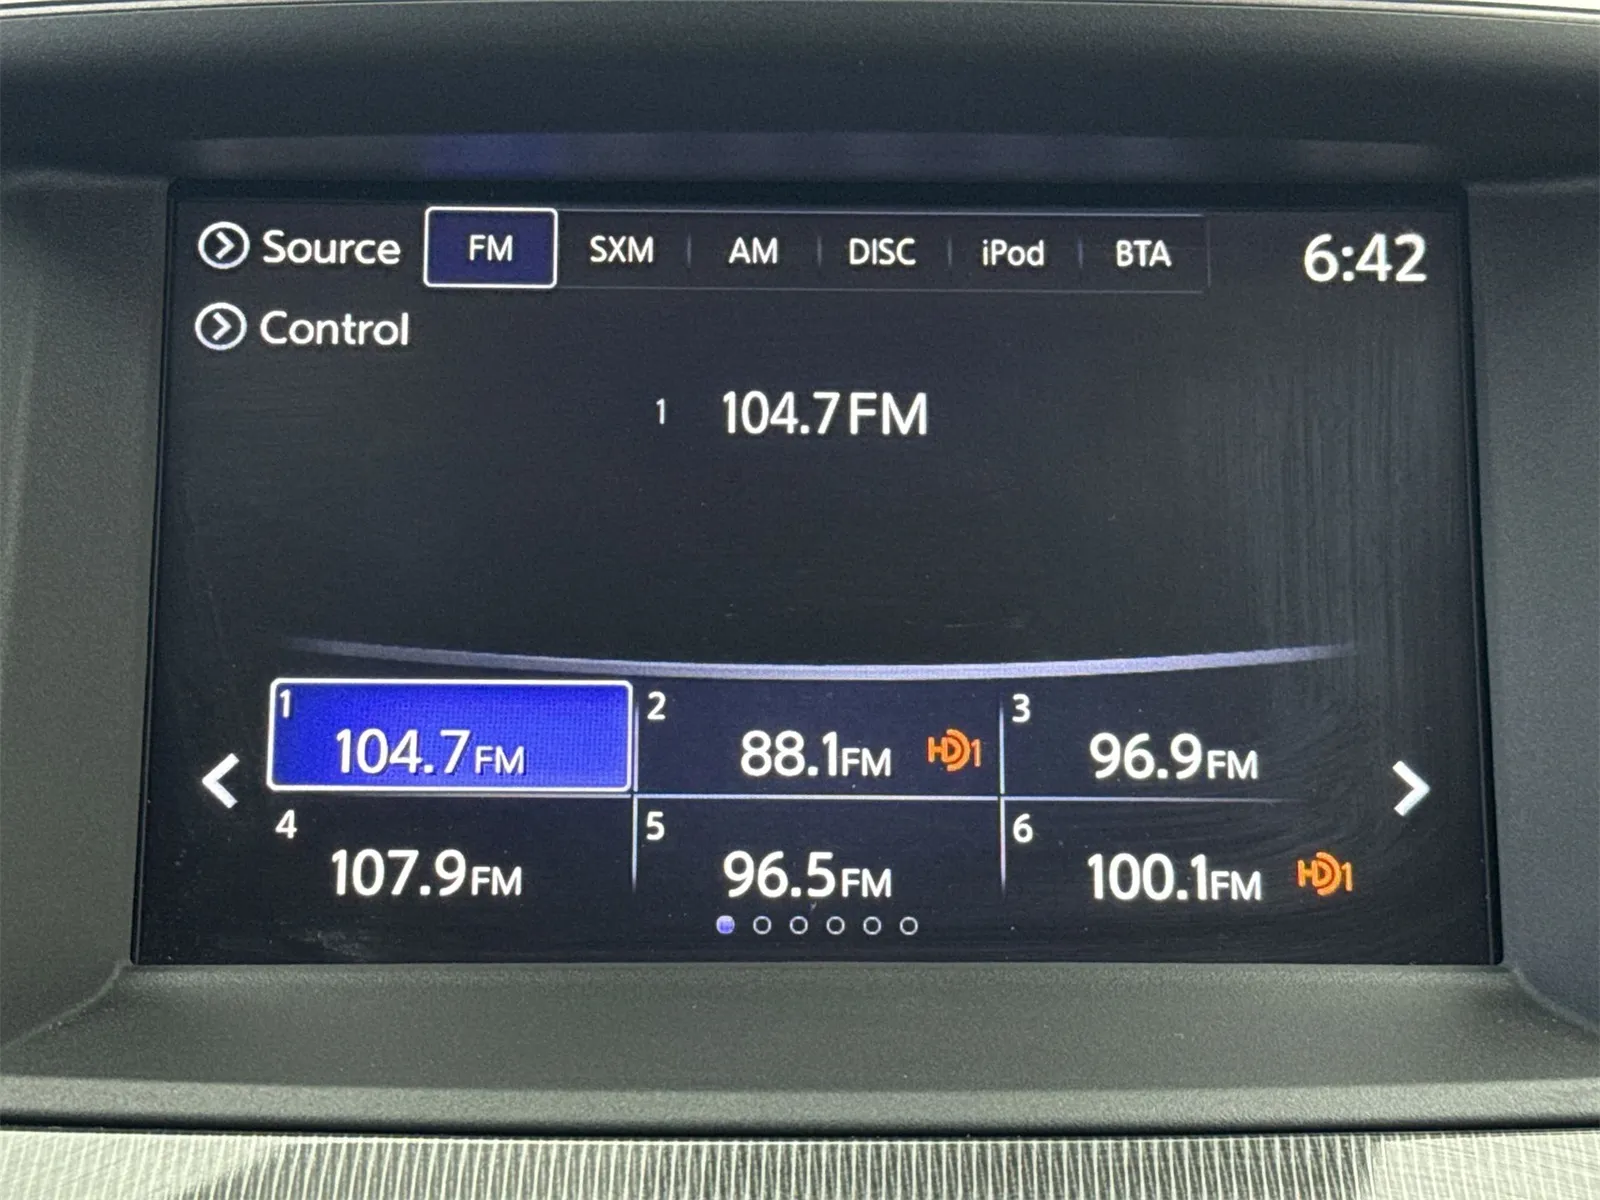 Source FM SXM AM DISC iPod BTA 6:42
Control
1 104.7FM
1 104.7FM 2 88.1FM HD1 3 96.9FM
4 107.9FM 5 96.5FM 6 100.1FM HD1